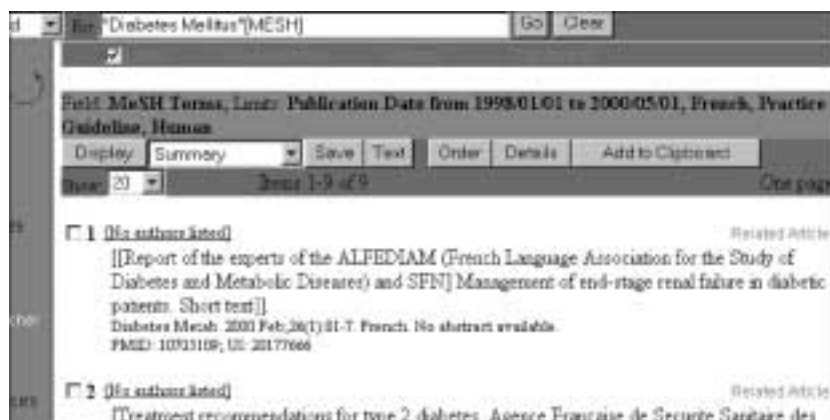 d for "Diabetes Mellitus"[MESH] Go Clear
Field: MeSH Terms, Limits: Publication Date from 1998/01/01 to 2000/05/01, French, Practice
Guideline, Human
Display Summary Save Text Order Details Add to Clipboard
Show: 20 Items 1-9 of 9 One page
1 [No authors listed] Related Article
[[Report of the experts of the ALFEDIAM (French Language Association for the Study of
Diabetes and Metabolic Diseases) and SFN] Management of end-stage renal failure in diabetic
patients. Short text]].
Diabetes Metab. 2000 Feb;26(1):81-7. French. No abstract available.
PMID: 10705109; UI: 20177666
2 [No authors listed] Related Article
[Treatment recommendations for type 2 diabetes. Agence Francaise de Securite Sanitaire des